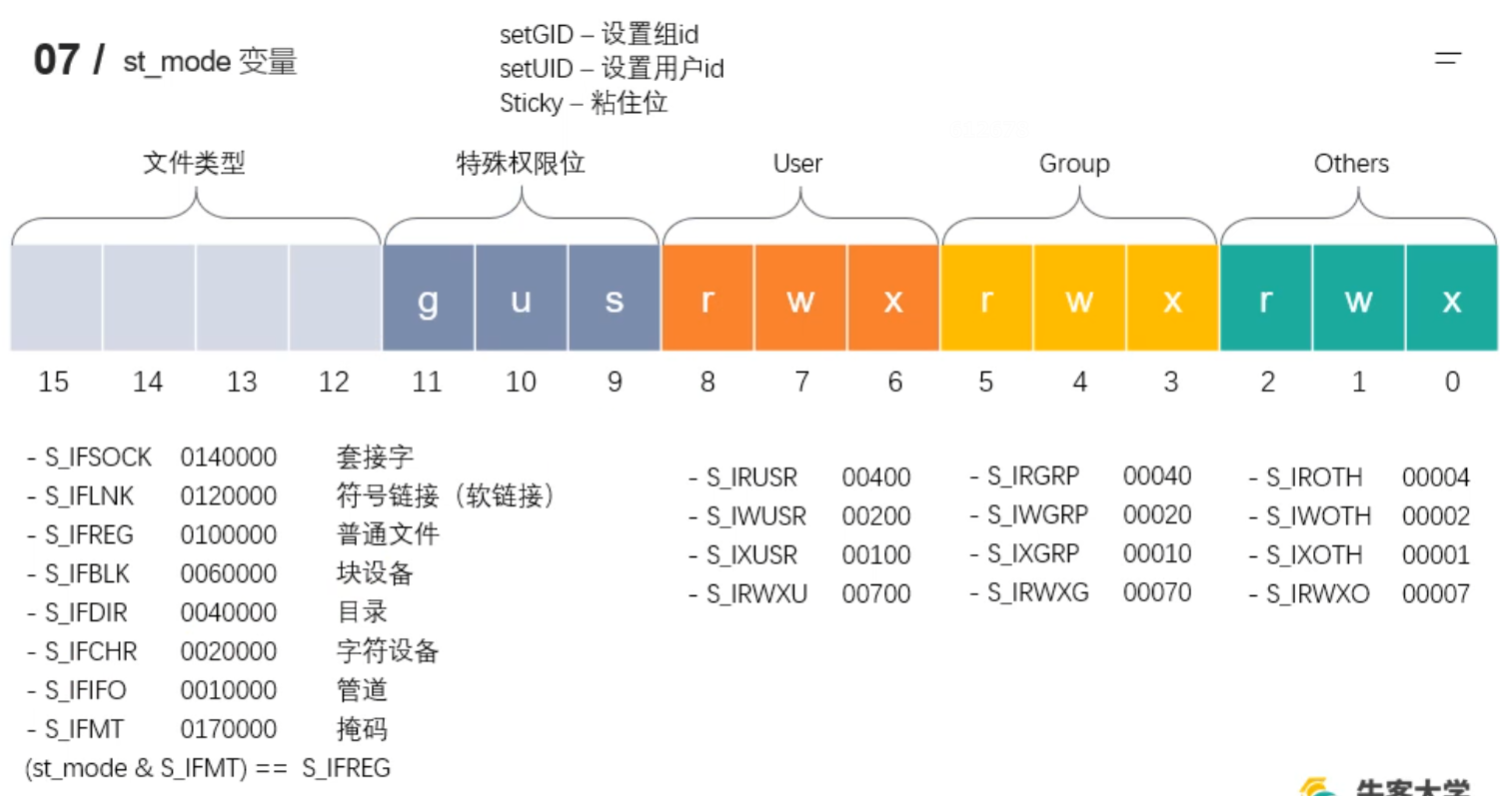 07 / st_mode 变量
setGID – 设置组id
setUID – 设置用户id
Sticky – 粘住位
文件类型 特殊权限位 User Group Others
g u s r w x r w x r w x
15 14 13 12 11 10 9 8 7 6 5 4 3 2 1 0
- S_IFSOCK 0140000 套接字
- S_IFLNK 0120000 符号链接（软链接）
- S_IFREG 0100000 普通文件
- S_IFBLK 0060000 块设备
- S_IFDIR 0040000 目录
- S_IFCHR 0020000 字符设备
- S_IFIFO 0010000 管道
- S_IFMT 0170000 掩码
(st_mode & S_IFMT) == S_IFREG
- S_IRUSR 00400
- S_IWUSR 00200
- S_IXUSR 00100
- S_IRWXU 00700
- S_IRGRP 00040
- S_IWGRP 00020
- S_IXGRP 00010
- S_IRWXG 00070
- S_IROTH 00004
- S_IWOTH 00002
- S_IXOTH 00001
- S_IRWXO 00007
牛客大学